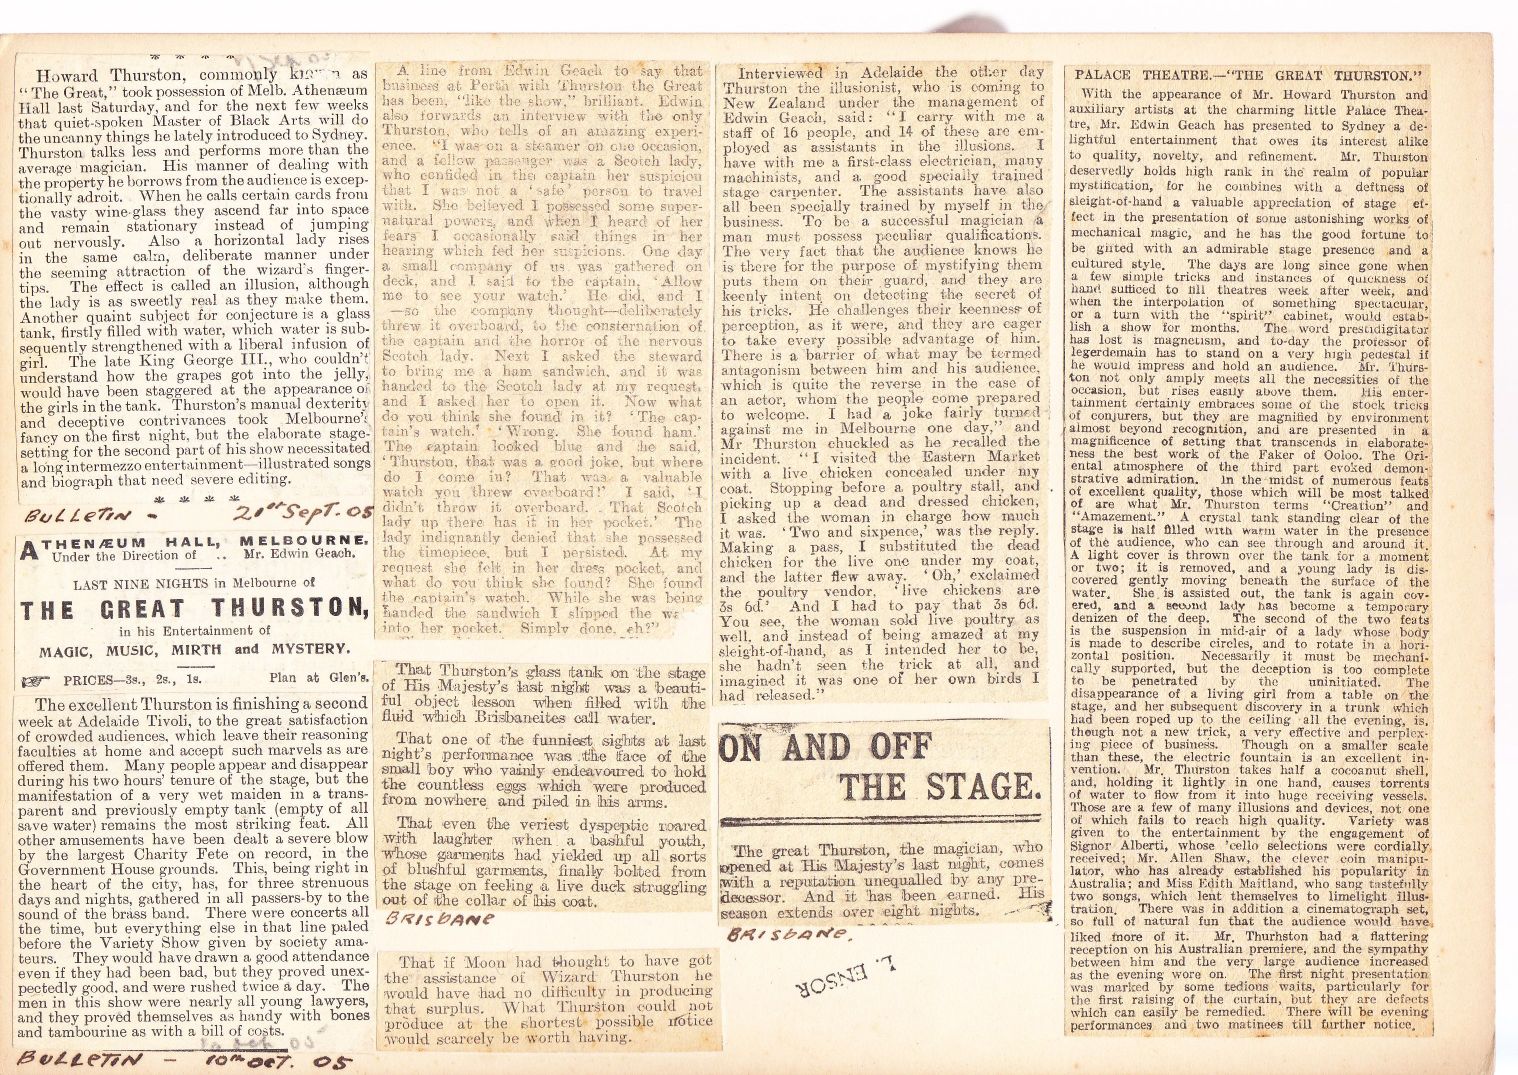 Howard Thurston, commonly known as
"The Great," took possession of Melb. Athenæum
Hall last Saturday, and for the next few weeks
that quiet-spoken Master of Black Arts will do
the uncanny things he lately introduced to Sydney.
Thurston talks less and performs more than the
average magician. His manner of dealing with
the property he borrows from the audience is excep-
tionally adroit. When he calls certain cards from
the vasty wine-glass they ascend far into space
and remain stationary instead of jumping
out nervously. Also a horizontal lady rises
in the same calm, deliberate manner under
the seeming attraction of the wizard's finger-
tips. The effect is called an illusion, although
the lady is as sweetly real as they make them.
Another quaint subject for conjecture is a glass
tank, firstly filled with water, which water is sub-
sequently strengthened with a liberal infusion of
girl. The late King George III., who couldn't
understand how the grapes got into the jelly,
would have been staggered at the appearance of
the girls in the tank. Thurston's manual dexterity
and deceptive contrivances took Melbourne's
fancy on the first night, but the elaborate stage-
setting for the second part of his show necessitated
a long intermezzo entertainment—illustrated songs
and biograph that need severe editing.
BULLETIN - 21st SEPT. 05
ATHENÆUM HALL, MELBOURNE.
Under the Direction of .. Mr. Edwin Geach.
LAST NINE NIGHTS in Melbourne of
THE GREAT THURSTON,
in his Entertainment of
MAGIC, MUSIC, MIRTH and MYSTERY.
PRICES—3s., 2s., 1s. Plan at Glen's.
The excellent Thurston is finishing a second
week at Adelaide Tivoli, to the great satisfaction
of crowded audiences, which leave their reasoning
faculties at home and accept such marvels as are
offered them. Many people appear and disappear
during his two hours' tenure of the stage, but the
manifestation of a very wet maiden in a trans-
parent and previously empty tank (empty of all
save water) remains the most striking feat. All
other amusements have been dealt a severe blow
by the largest Charity Fete on record, in the
Government House grounds. This, being right in
the heart of the city, has, for three strenuous
days and nights, gathered in all passers-by to the
sound of the brass band. There were concerts all
the time, but everything else in that line paled
before the Variety Show given by society ama-
teurs. They would have drawn a good attendance
even if they had been bad, but they proved unex-
pectedly good, and were rushed twice a day. The
men in this show were nearly all young lawyers,
and they proved themselves as handy with bones
and tambourine as with a bill of costs.
BULLETIN - 10th OCT. 05
A line from Edwin Geach to say that
business at Perth with Thurston the Great
has been, "like the show," brilliant. Edwin
also forwards an interview with the only
Thurston, who tells of an amazing experi-
ence. "I was on a steamer on one occasion,
and a fellow passenger was a Scotch lady,
who confided in the captain her suspicion
that I was not a 'safe' person to travel
with. She believed I possessed some super-
natural powers, and when I heard of her
fears I occasionally said things in her
hearing which fed her suspicions. One day
a small company of us was gathered on
deck, and I said to the captain, 'Allow
me to see your watch.' He did, and I
—so the company thought—deliberately
threw it overboard, to the consternation of
the captain and the horror of the nervous
Scotch lady. Next I asked the steward
to bring me a ham sandwich, and it was
handed to the Scotch lady at my request,
and I asked her to open it. Now what
do you think she found in it? 'The cap-
tain's watch.' 'Wrong. She found ham.'
The captain looked blue and he said,
'Thurston, that was a good joke, but where
do I come in? That was a valuable
watch you threw overboard!' I said, 'I
didn't throw it overboard. That Scotch
lady up there has it in her pocket.' The
lady indignantly denied that she possessed
the timepiece, but I persisted. At my
request she felt in her dress pocket, and
what do you think she found? She found
the captain's watch. While she was being
handed the sandwich I slipped the
into her pocket. Simply done, eh?"
That Thurston's glass tank on the stage
of His Majesty's last night was a beauti-
ful object lesson when filled with the
fluid which Brisbaneites call water.
That one of the funniest sights at last
night's performance was the face of the
small boy who vainly endeavoured to hold
the countless eggs which were produced
from nowhere and piled in his arms.
That even the veriest dyspeptic roared
with laughter when a bashful youth,
whose garments had yielded up all sorts
of blushful garments, finally bolted from
the stage on feeling a live duck struggling
out of the collar of his coat.
BRISBANE
That if Moon had thought to have got
the assistance of Wizard Thurston he
would have had no difficulty in producing
that surplus. What Thurston could not
produce at the shortest possible notice
would scarcely be worth having.
Interviewed in Adelaide the other day
Thurston the illusionist, who is coming to
New Zealand under the management of
Edwin Geach, said: "I carry with me a
staff of 16 people, and 14 of these are em-
ployed as assistants in the illusions. I
have with me a first-class electrician, many
machinists, and a good specially trained
stage carpenter. The assistants have also
all been specially trained by myself in the
business. To be a successful magician a
man must possess peculiar qualifications.
The very fact that the audience knows he
is there for the purpose of mystifying them
puts them on their guard, and they are
keenly intent on detecting the secret of
his tricks. He challenges their keenness of
perception, as it were, and they are eager
to take every possible advantage of him.
There is a barrier of what may be termed
antagonism between him and his audience,
which is quite the reverse in the case of
an actor, whom the people come prepared
to welcome. I had a joke fairly turned
against me in Melbourne one day," and
Mr Thurston chuckled as he recalled the
incident. "I visited the Eastern Market
with a live chicken concealed under my
coat. Stopping before a poultry stall, and
picking up a dead and dressed chicken,
I asked the woman in charge how much
it was. 'Two and sixpence,' was the reply.
Making a pass, I substituted the dead
chicken for the live one under my coat,
and the latter flew away. 'Oh,' exclaimed
the poultry vendor, 'live chickens are
3s 6d.' And I had to pay that 3s 6d.
You see, the woman sold live poultry as
well, and instead of being amazed at my
sleight-of-hand, as I intended her to be,
she hadn't seen the trick at all, and
imagined it was one of her own birds I
had released."
ON AND OFF
THE STAGE.
The great Thurston, the magician, who
opened at His Majesty's last night, comes
with a reputation unequalled by any pre-
decessor. And it has been earned. His
season extends over eight nights.
BRISBANE.
L. ENSOR
PALACE THEATRE.—"THE GREAT THURSTON."
With the appearance of Mr. Howard Thurston and
auxiliary artists at the charming little Palace Thea-
tre, Mr. Edwin Geach has presented to Sydney a de-
lightful entertainment that owes its interest alike
to quality, novelty, and refinement. Mr. Thurston
deservedly holds high rank in the realm of popular
mystification, for he combines with a deftness of
sleight-of-hand a valuable appreciation of stage ef-
fect in the presentation of some astonishing works of
mechanical magic, and he has the good fortune to
be gifted with an admirable stage presence and a
cultured style. The days are long since gone when
a few simple tricks and instances of quickness of
hand sufficed to fill theatres week after week, and
when the interpolation of something spectacular,
or a turn with the "spirit" cabinet, would estab-
lish a show for months. The word prestidigitator
has lost is magnetism, and to-day the professor of
legerdemain has to stand on a very high pedestal if
he would impress and hold an audience. Mr. Thurs-
ton not only amply meets all the necessities of the
occasion, but rises easily above them. His enter-
tainment certainly embraces some of the stock tricks
of conjurers, but they are magnified by environment
almost beyond recognition, and are presented in a
magnificence of setting that transcends in elaborate-
ness the best work of the Faker of Ooloo. The Ori-
ental atmosphere of the third part evoked demon-
strative admiration. In the midst of numerous feats
of excellent quality, those which will be most talked
of are what Mr. Thurston terms "Creation" and
"Amazement." A crystal tank standing clear of the
stage is half filled with warm water in the presence
of the audience, who can see through and around it.
A light cover is thrown over the tank for a moment
or two; it is removed, and a young lady is dis-
covered gently moving beneath the surface of the
water. She is assisted out, the tank is again cov-
ered, and a second lady has become a temporary
denizen of the deep. The second of the two feats
is the suspension in mid-air of a lady whose body
is made to describe circles, and to rotate in a hori-
zontal position. Necessarily it must be mechani-
cally supported, but the deception is too complete
to be penetrated by the uninitiated. The
disappearance of a living girl from a table on the
stage, and her subsequent discovery in a trunk which
had been roped up to the ceiling all the evening, is,
though not a new trick, a very effective and perplex-
ing piece of business. Though on a smaller scale
than these, the electric fountain is an excellent in-
vention. Mr. Thurston takes half a cocoanut shell,
and, holding it lightly in one hand, causes torrents
of water to flow from it into huge receiving vessels.
Those are a few of many illusions and devices, not one
of which fails to reach high quality. Variety was
given to the entertainment by the engagement of
Signor Alberti, whose 'cello selections were cordially
received; Mr. Allen Shaw, the clever coin manipu-
lator, who has already established his popularity in
Australia; and Miss Edith Maitland, who sang tastefully
two songs, which lent themselves to limelight illus-
tration. There was in addition a cinematograph set,
so full of natural fun that the audience would have
liked more of it. Mr. Thurhston had a flattering
reception on his Australian premiere, and the sympathy
between him and the very large audience increased
as the evening wore on. The first night presentation
was marked by some tedious waits, particularly for
the first raising of the curtain, but they are defects
which can easily be remedied. There will be evening
performances and two matinees till further notice.